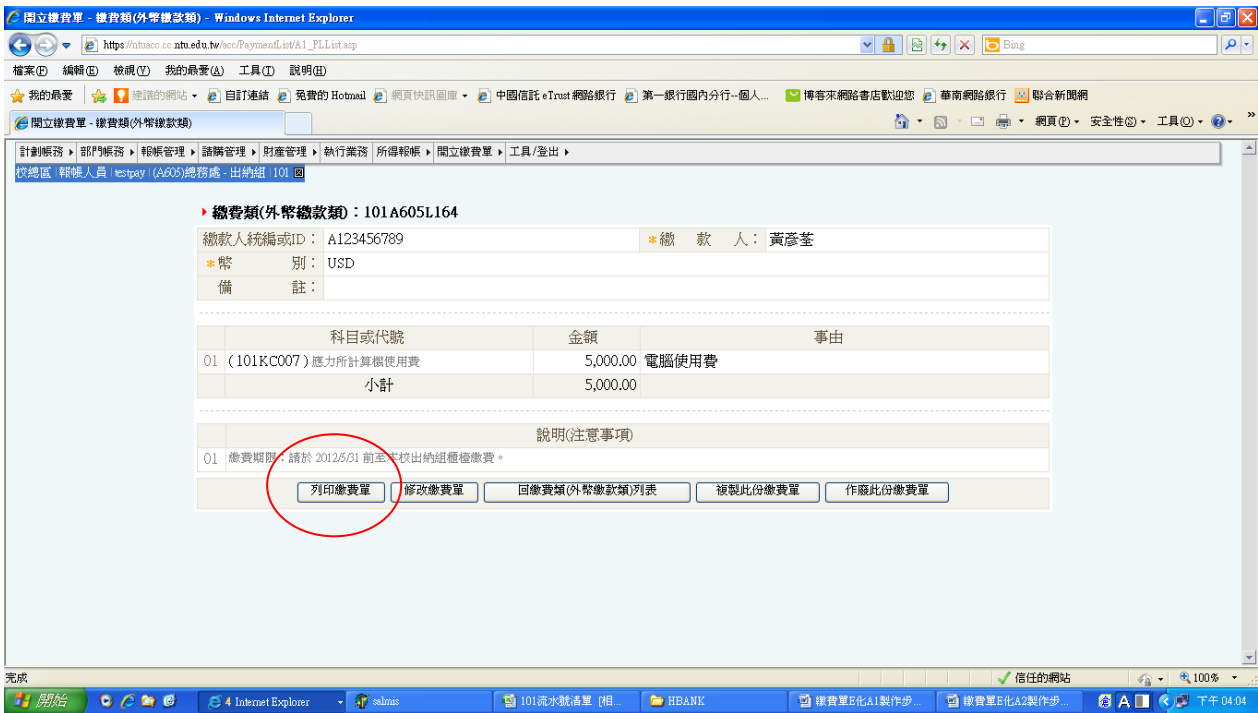 開立繳費單 - 繳費類(外幣繳款類) - Windows Internet Explorer
https://ntuacc.cc.ntu.edu.tw/acc/PaymentList/A1_PLList.asp
Bing
檔案(F) 編輯(E) 檢視(V) 我的最愛(A) 工具(T) 說明(H)
我的最愛 建議的網站 自訂連結 免費的 Hotmail 網頁快訊圖庫 中國信託 eTrust 網路銀行 第一銀行國內分行--個人... 博客來網路書店歡迎您 華南網路銀行 聯合新聞網
開立繳費單 - 繳費類(外幣繳款類) 網頁(P) 安全性(S) 工具(O) »
計劃帳務 部門帳務 報帳管理 請購管理 財產管理 執行業務 所得報帳 開立繳費單 工具/登出
校總區 | 報帳人員 | testpay | (A605)總務處 - 出納組 | 101
繳費類(外幣繳款類)：101A605L164
繳款人統編或ID： A123456789 *繳 款 人： 黃彥荃
*幣 別： USD
備 註：
科目或代號 金額 事由
01 (101KC007) 應力所計算機使用費 5,000.00 電腦使用費
小計 5,000.00
說明(注意事項)
01 繳費期限：請於 2012/5/31 前至本校出納組櫃檯繳費。
列印繳費單 修改繳費單 回繳費類(外幣繳款類)列表 複製此份繳費單 作廢此份繳費單
完成 信任的網站 100%
開始 4 Internet Explorer salmis 101流水號清單 [相... HBANK 繳費單E化A1製作步... 繳費單E化A2製作步... A 下午 04:04